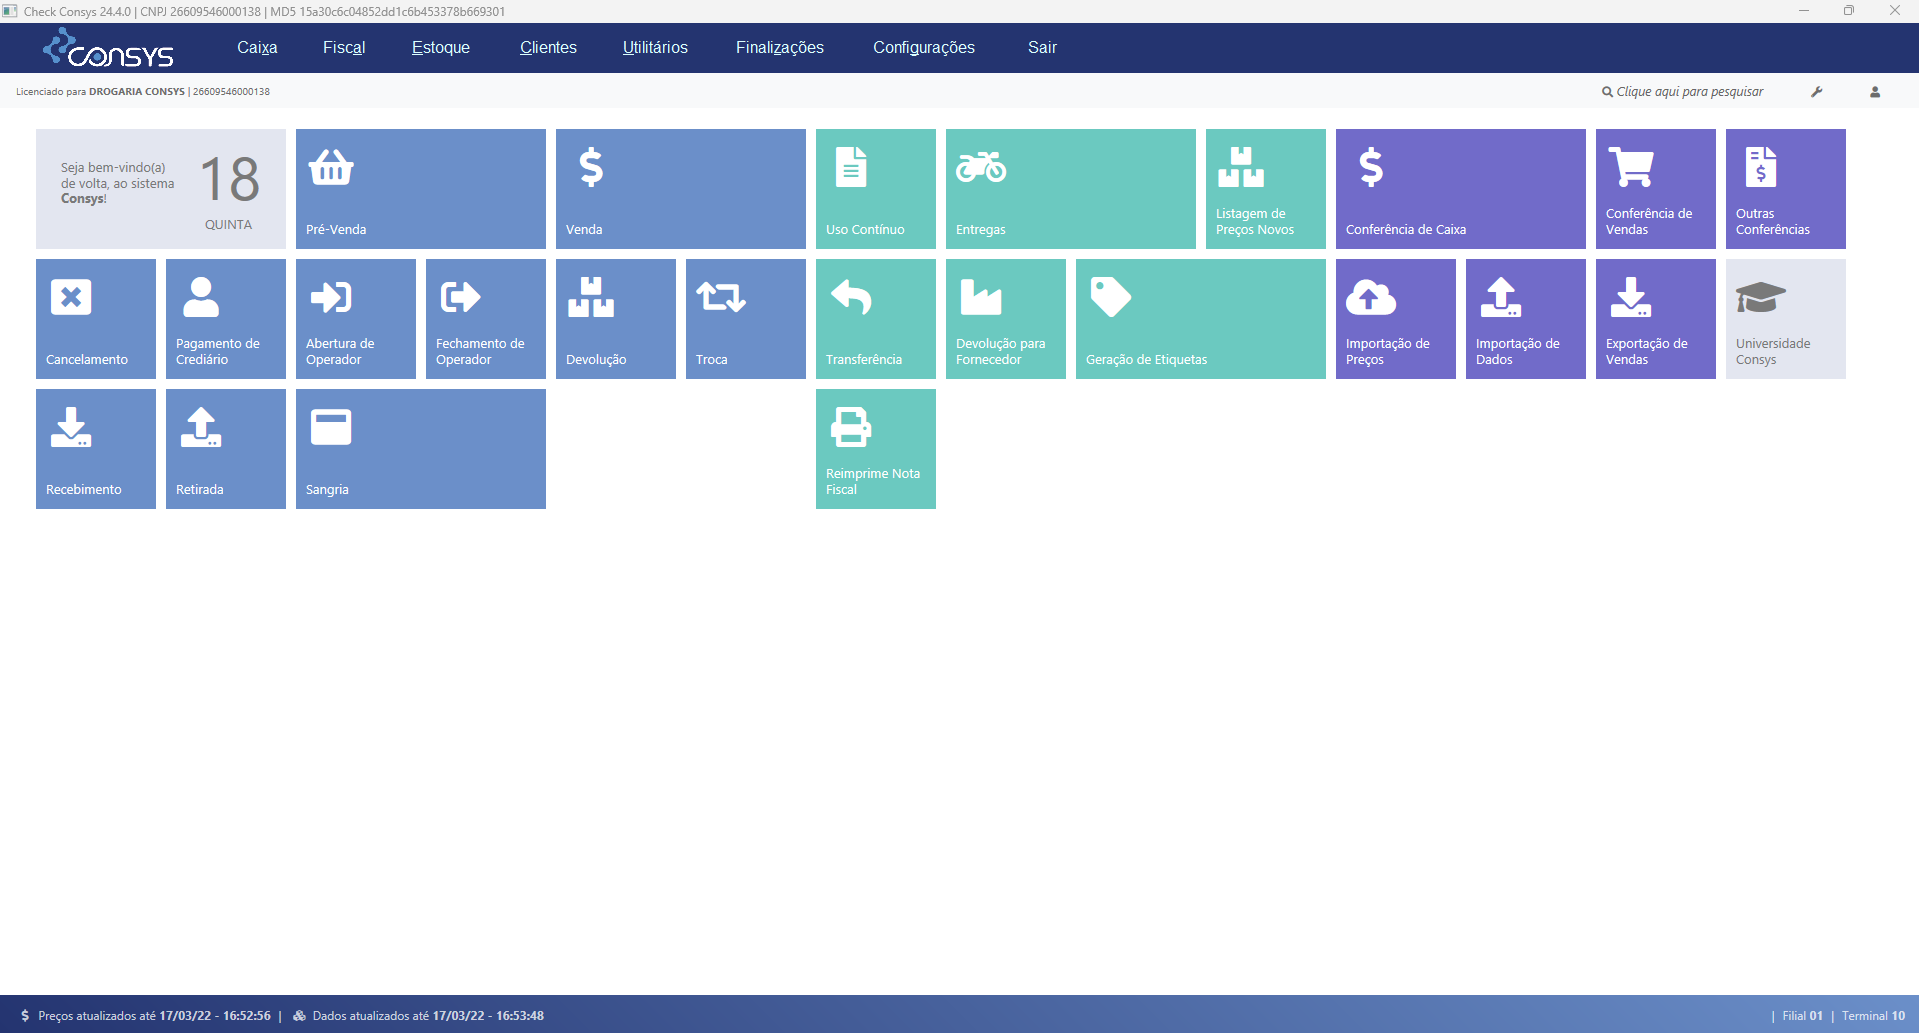 Check Consys 24.4.0 | CNPJ 26609546000138 | MD5 15a30c6c04852dd1c6b453378b669301
consys
Caixa Fiscal Estoque Clientes Utilitários Finalizações Configurações Sair
Licenciado para DROGARIA CONSYS | 26609546000138
Clique aqui para pesquisar
Seja bem-vindo(a)
de volta, ao sistema
Consys!
18
QUINTA
Pré-Venda
Venda
Uso Contínuo
Entregas
Listagem de
Preços Novos
Conferência de Caixa
Conferência de
Vendas
Outras
Conferências
Cancelamento
Pagamento de
Crediário
Abertura de
Operador
Fechamento de
Operador
Devolução
Troca
Transferência
Devolução para
Fornecedor
Geração de Etiquetas
Importação de
Preços
Importação de
Dados
Exportação de
Vendas
Universidade
Consys
Recebimento
Retirada
Sangria
Reimprime Nota
Fiscal
Preços atualizados até 17/03/22 - 16:52:56 | Dados atualizados até 17/03/22 - 16:53:48
| Filial 01 | Terminal 10